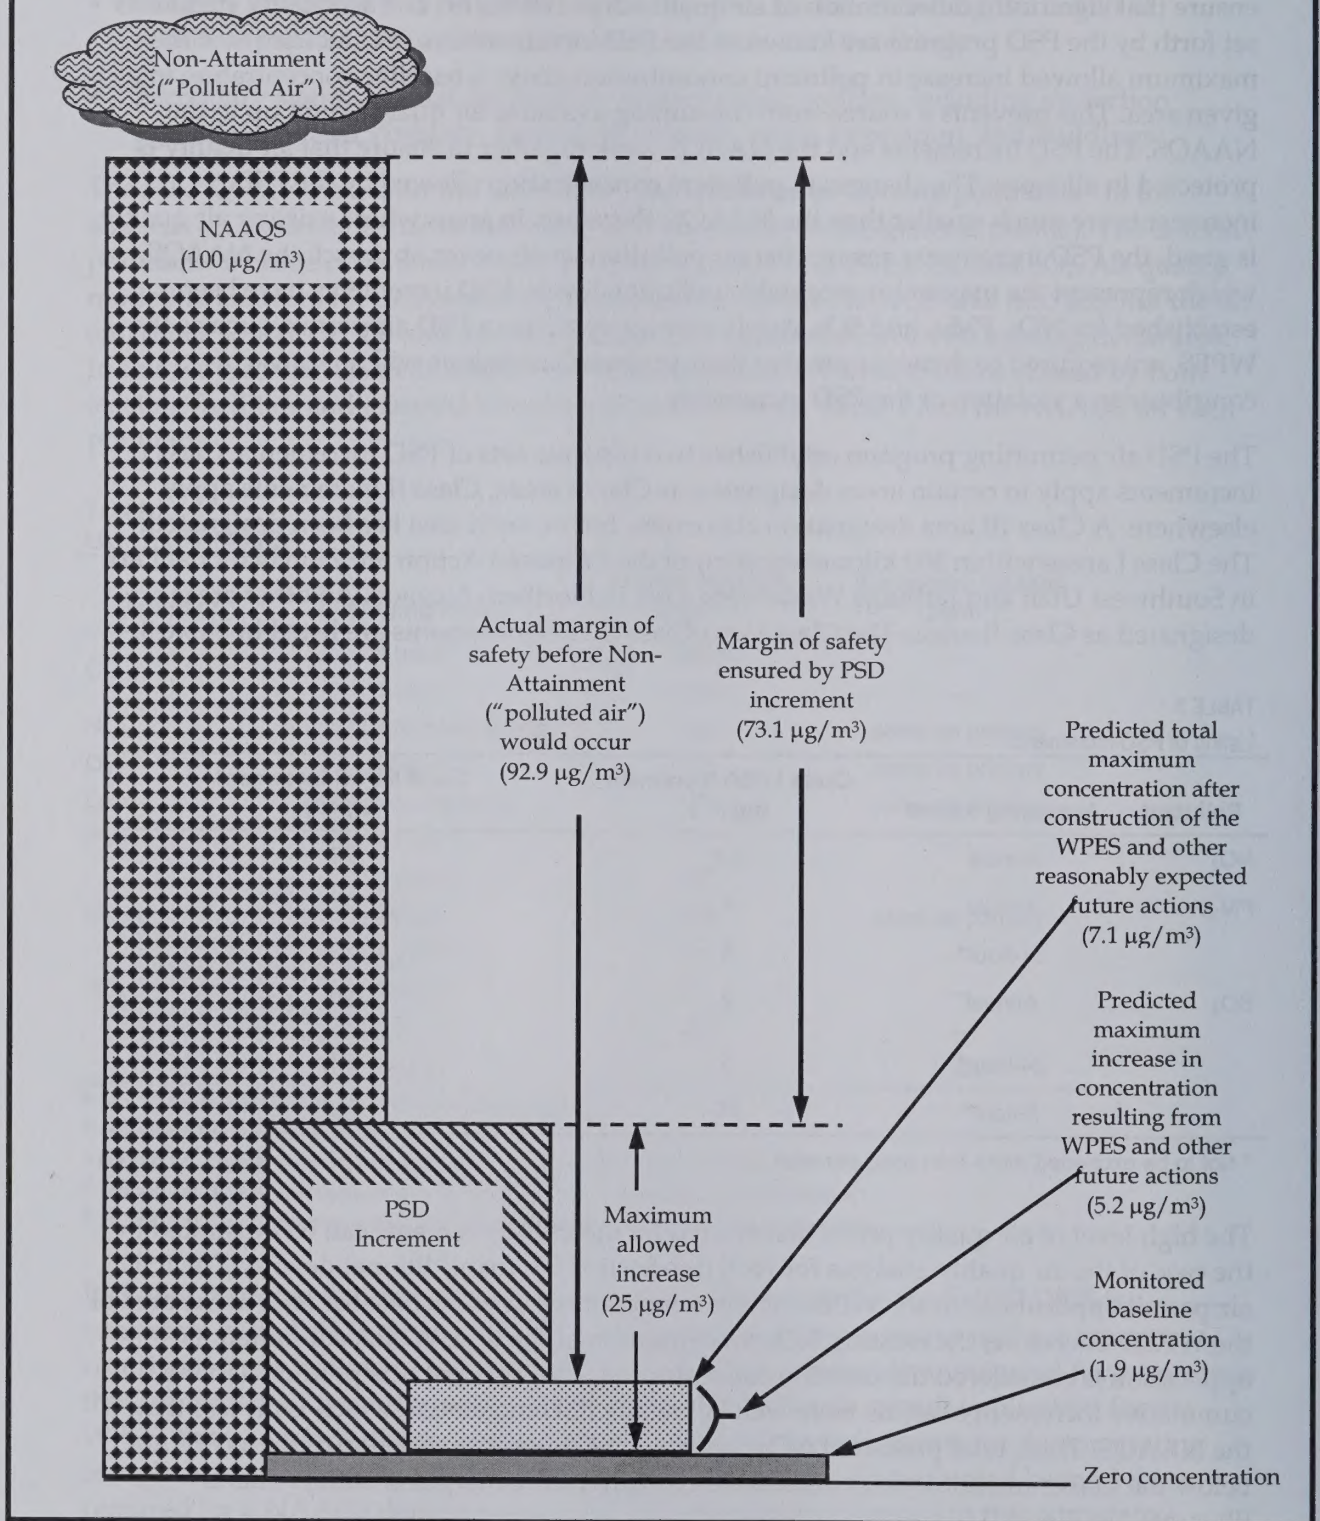 Non-Attainment
("Polluted Air")
NAAQS
(100 µg/m³)
Actual margin of
safety before Non-
Attainment
("polluted air")
would occur
(92.9 µg/m³)
Margin of safety
ensured by PSD
increment
(73.1 µg/m³)
Predicted total
maximum
concentration after
construction of the
WPES and other
reasonably expected
future actions
(7.1 µg/m³)
Predicted
maximum
increase in
concentration
resulting from
WPES and other
future actions
(5.2 µg/m³)
PSD
Increment
Maximum
allowed
increase
(25 µg/m³)
Monitored
baseline
concentration
(1.9 µg/m³)
Zero concentration